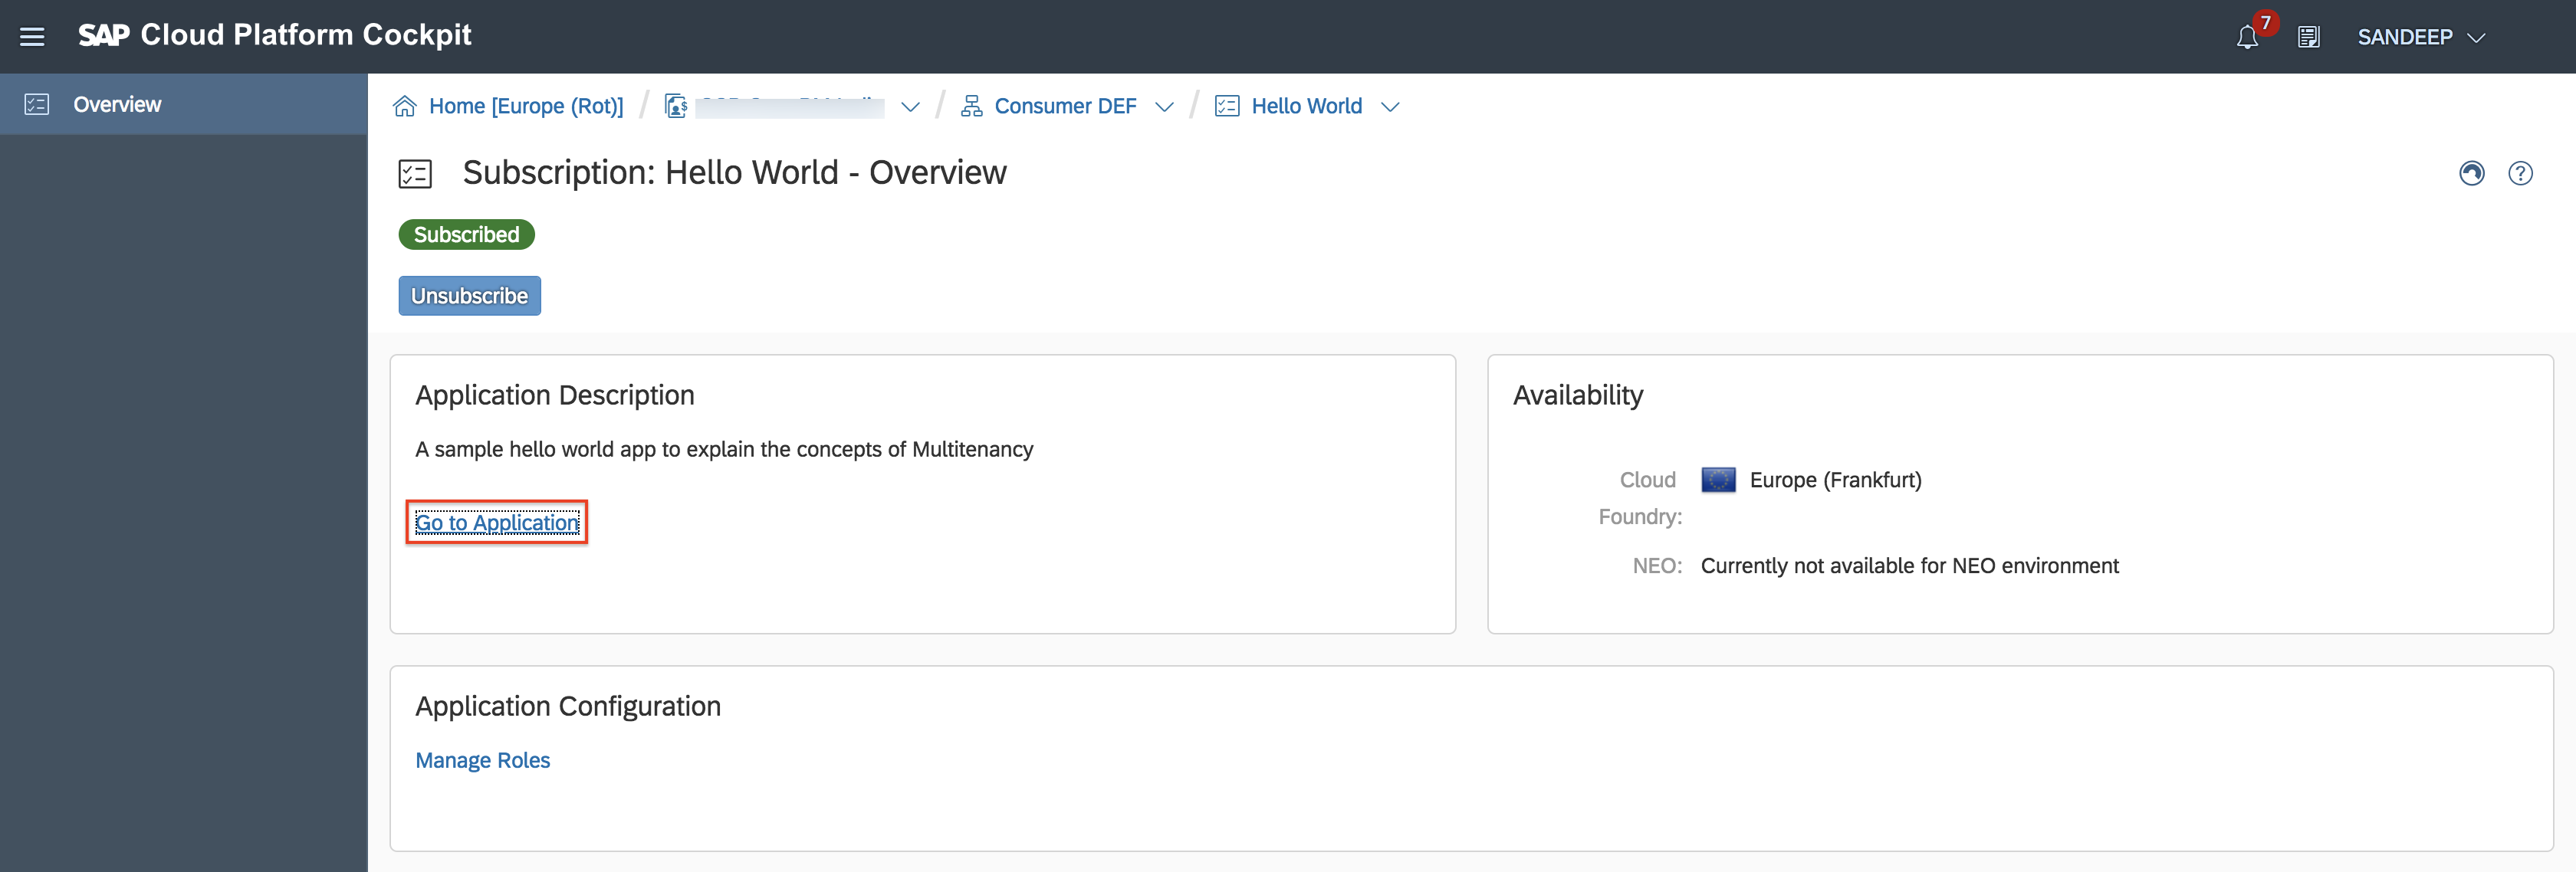 SAP Cloud Platform Cockpit
7
SANDEEP
Overview
Home [Europe (Rot)] / / Consumer DEF / Hello World
Subscription: Hello World - Overview
Subscribed
Unsubscribe
Application Description
A sample hello world app to explain the concepts of Multitenancy
Go to Application
Availability
Cloud Europe (Frankfurt)
Foundry:
NEO: Currently not available for NEO environment
Application Configuration
Manage Roles